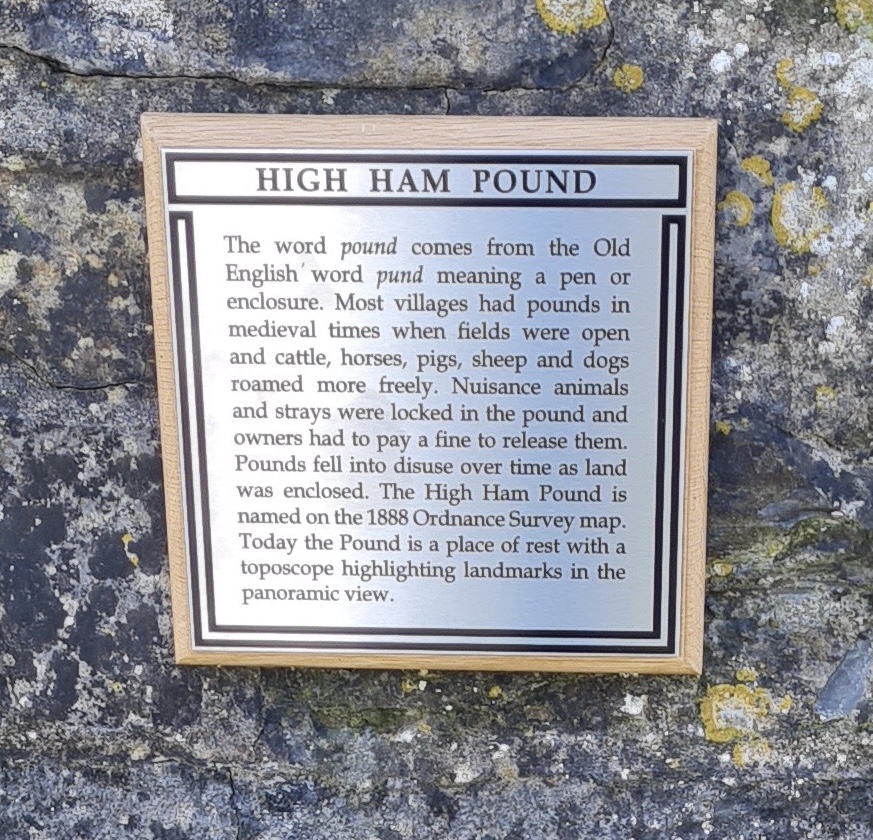 HIGH HAM POUND
The word pound comes from the Old
English word pund meaning a pen or
enclosure. Most villages had pounds in
medieval times when fields were open
and cattle, horses, pigs, sheep and dogs
roamed more freely. Nuisance animals
and strays were locked in the pound and
owners had to pay a fine to release them.
Pounds fell into disuse over time as land
was enclosed. The High Ham Pound is
named on the 1888 Ordnance Survey map.
Today the Pound is a place of rest with a
toposcope highlighting landmarks in the
panoramic view.